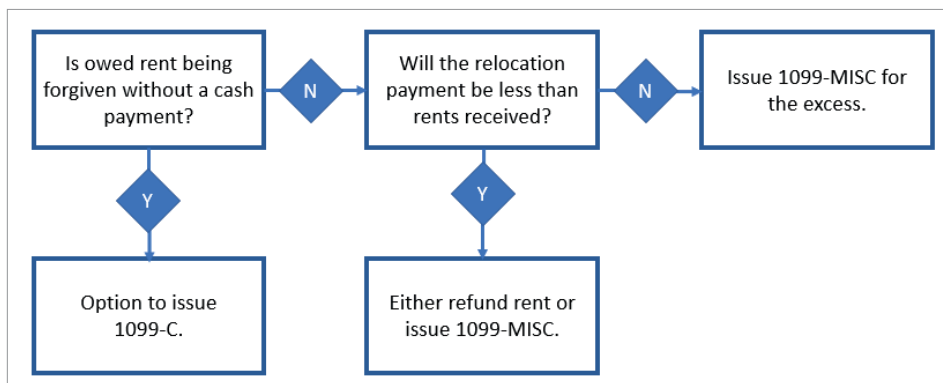 Is owed rent being
forgiven without a cash
payment?
N
Will the relocation
payment be less than
rents received?
N
Issue 1099-MISC for
the excess.
Y
Y
Option to issue
1099-C.
Either refund rent or
issue 1099-MISC.